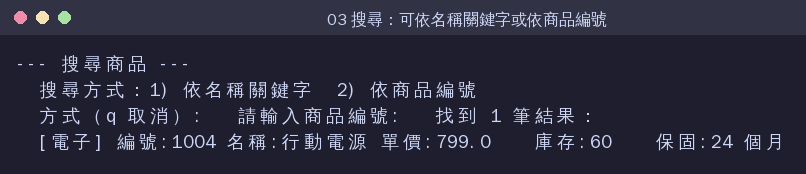 03 搜尋：可依名稱關鍵字或依商品編號
--- 搜尋商品 ---
搜尋方式：1) 依名稱關鍵字 2) 依商品編號
方式（q 取消）： 請輸入商品編號： 找到 1 筆結果：
[電子] 編號:1004 名稱:行動電源 單價:799.0 庫存:60 保固:24 個月